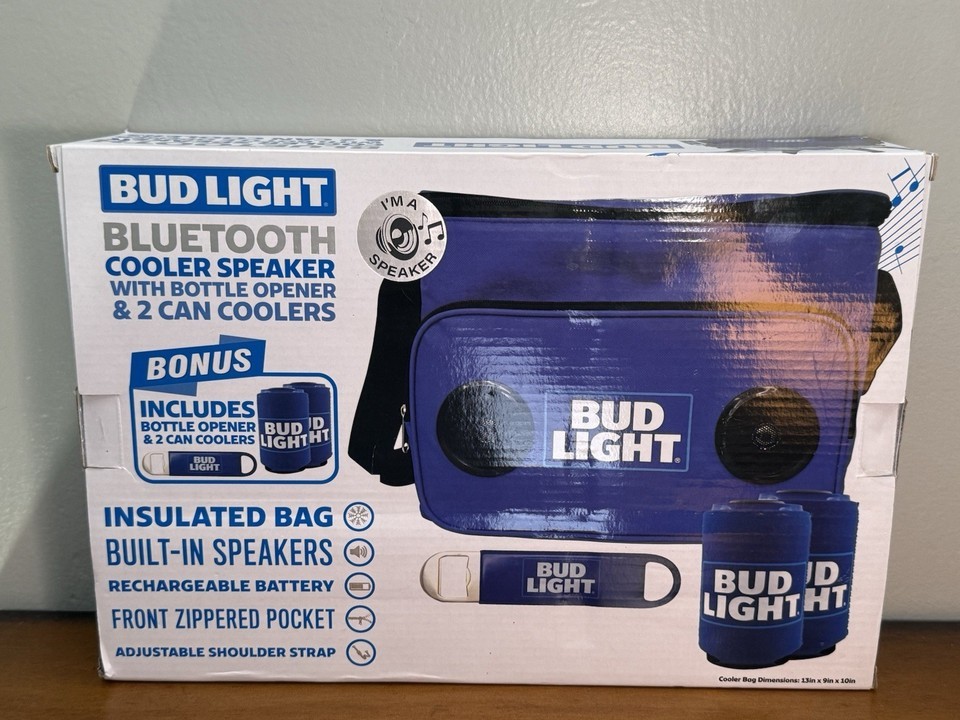 BUD LIGHT
BUD LIGHT
BLUETOOTH
COOLER SPEAKER
WITH BOTTLE OPENER
& 2 CAN COOLERS
I'M A
SPEAKER
BONUS
INCLUDES
BOTTLE OPENER
& 2 CAN COOLERS
BUD
LIGHT
BUD
LIGHT
INSULATED BAG
BUILT-IN SPEAKERS
RECHARGEABLE BATTERY
FRONT ZIPPERED POCKET
ADJUSTABLE SHOULDER STRAP
BUD
LIGHT®
BUD
LIGHT
BUD
LIGHT
UD
HT
Cooler Bag Dimensions: 13in x 9in x 10in